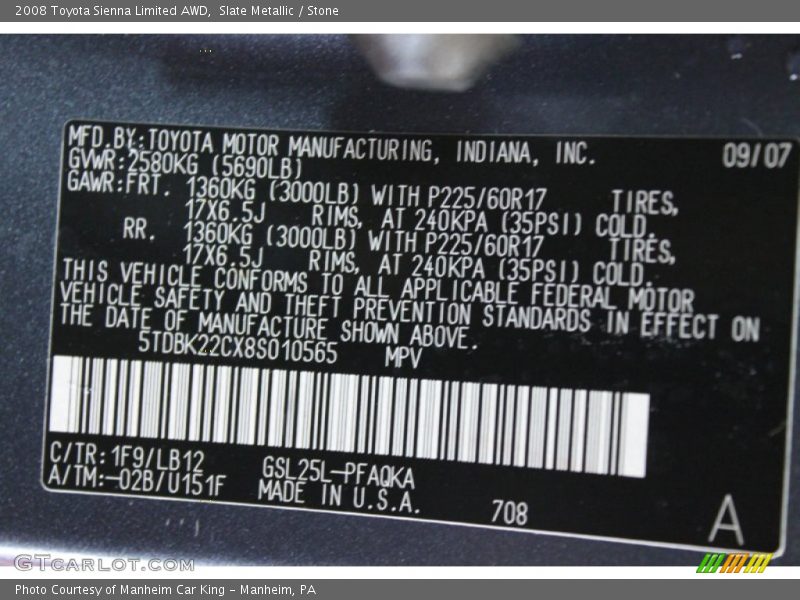 2008 Toyota Sienna Limited AWD,  Slate Metallic / Stone
MFD.BY:TOYOTA MOTOR MANUFACTURING, INDIANA, INC. 09/07
GVWR:2580KG (5690LB)
GAWR:FRT. 1360KG (3000LB) WITH P225/60R17 TIRES,
17X6.5J RIMS, AT 240KPA (35PSI) COLD.
RR. 1360KG (3000LB) WITH P225/60R17 TIRES,
17X6.5J RIMS, AT 240KPA (35PSI) COLD.
THIS VEHICLE CONFORMS TO ALL APPLICABLE FEDERAL MOTOR
VEHICLE SAFETY AND THEFT PREVENTION STANDARDS IN EFFECT ON
THE DATE OF MANUFACTURE SHOWN ABOVE.
5TDBK22CX8S010565 MPV
C/TR:1F9/LB12 GSL25L-PFAQKA
A/TM:-02B/U151F MADE IN U.S.A. 708 A
GTCARLOT.COM
Photo Courtesy of Manheim Car King - Manheim, PA